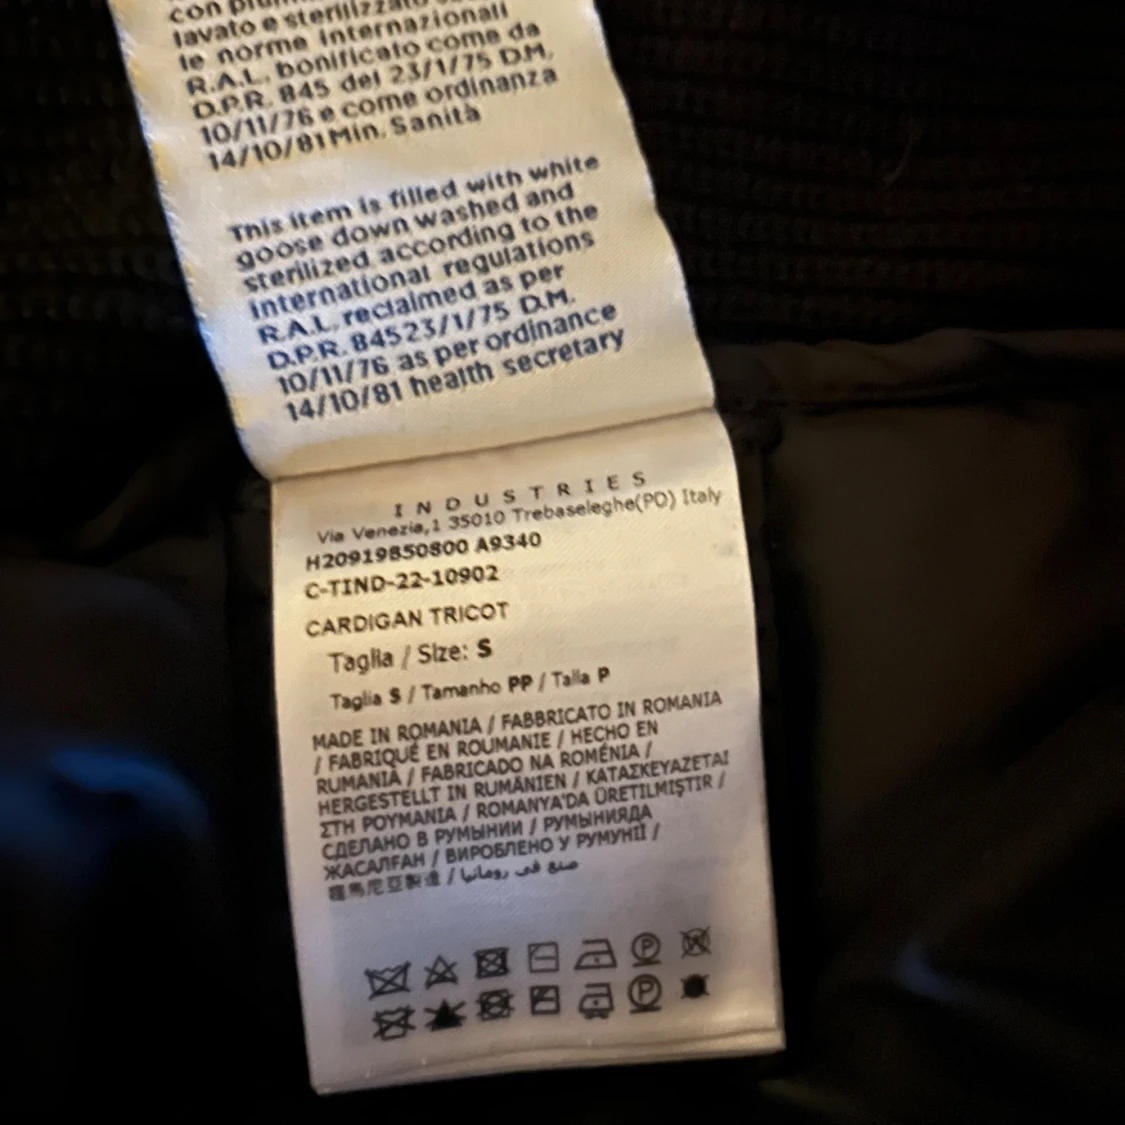 con
lavato e sterilizzato
le norme internazionali
R.A.L. bonificato come da
D.P.R. 845 del 23/1/75 D.M.
10/11/76 e come ordinanza
14/10/81 Min. Sanità
This item is filled with white
goose down washed and
sterilized according to the
international regulations
R.A.L. reclaimed as per
D.P.R. 84523/1/75 D.M.
10/11/76 as per ordinance
14/10/81 health secretary
INDUSTRIES
Via Venezia,1 35010 Trebaseleghe(PD) Italy
H20919B50800 A9340
C-TIND-22-10902
CARDIGAN TRICOT
Taglia / Size: S
Taglia S / Tamanho PP / Talla P
MADE IN ROMANIA / FABBRICATO IN ROMANIA
/ FABRIQUÉ EN ROUMANIE / HECHO EN
RUMANIA / FABRICADO NA ROMÉNIA /
HERGESTELLT IN RUMÄNIEN / ΚΑΤΑΣΚΕΥΑΖΕΤΑΙ
ΣΤΗ ΡΟΥΜΑΝΙΑ / ROMANYA'DA ÜRETILMIŞTIR /
СДЕЛАНО В РУМЫНИИ / РУМЫНИЯДА
ЖАСАЛҒАН / ВИРОБЛЕНО У РУМУНІЇ /
羅馬尼亞製造 / صنع في رومانيا
P
P